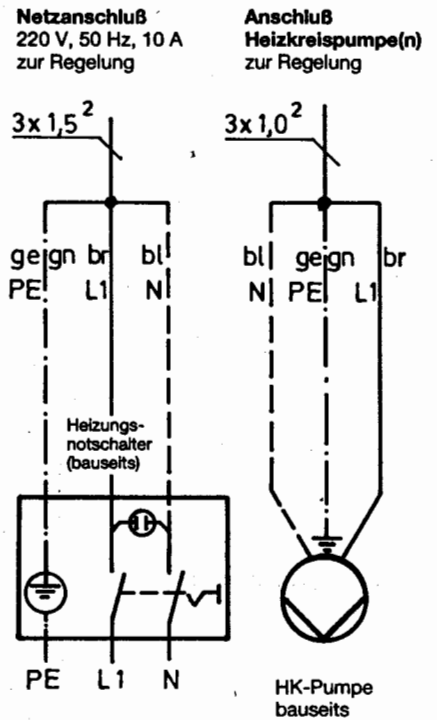 Netzanschluß
220 V, 50 Hz, 10 A
zur Regelung
3x1,5²
ge gn br bl
PE L1 N
Heizungs-
notschalter
(bauseits)
PE L1 N
Anschluß
Heizkreispumpe(n)
zur Regelung
3x1,0²
bl ge gn br
N PE L1
HK-Pumpe
bauseits